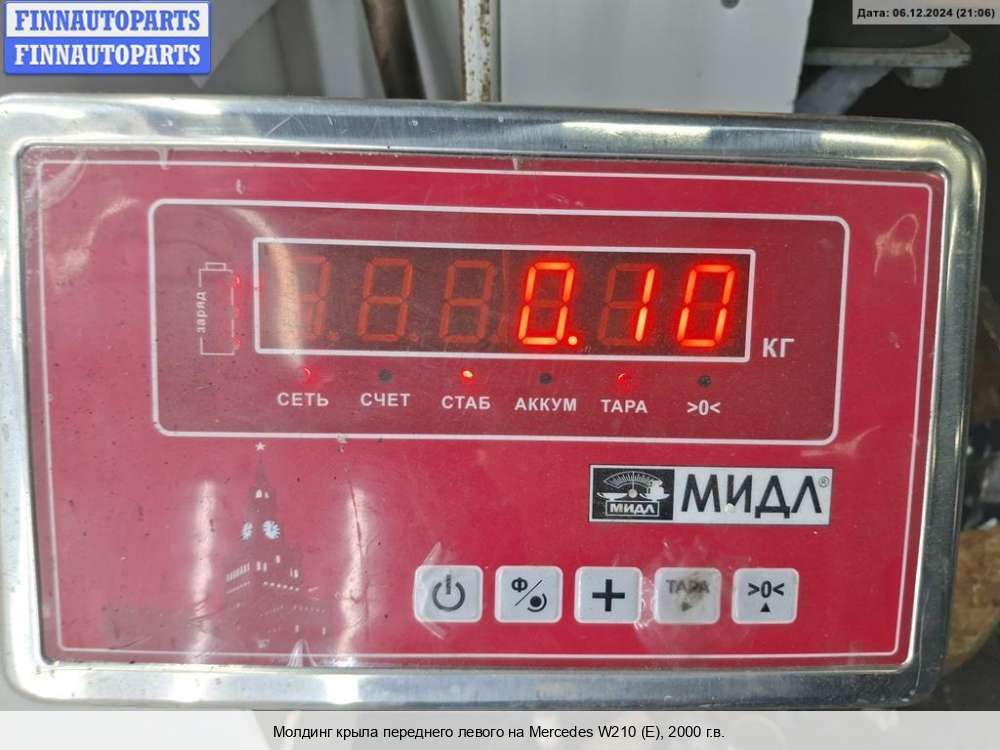 FINNAUTOPARTS
FINNAUTOPARTS
Дата: 06.12.2024 (21:06)
заряд
0.10
КГ
СЕТЬ СЧЕТ СТАБ АККУМ ТАРА >0<
МИДЛ МИДЛ®
Ф ТАРА >0<
Молдинг крыла переднего левого на Mercedes W210 (E), 2000 г.в.